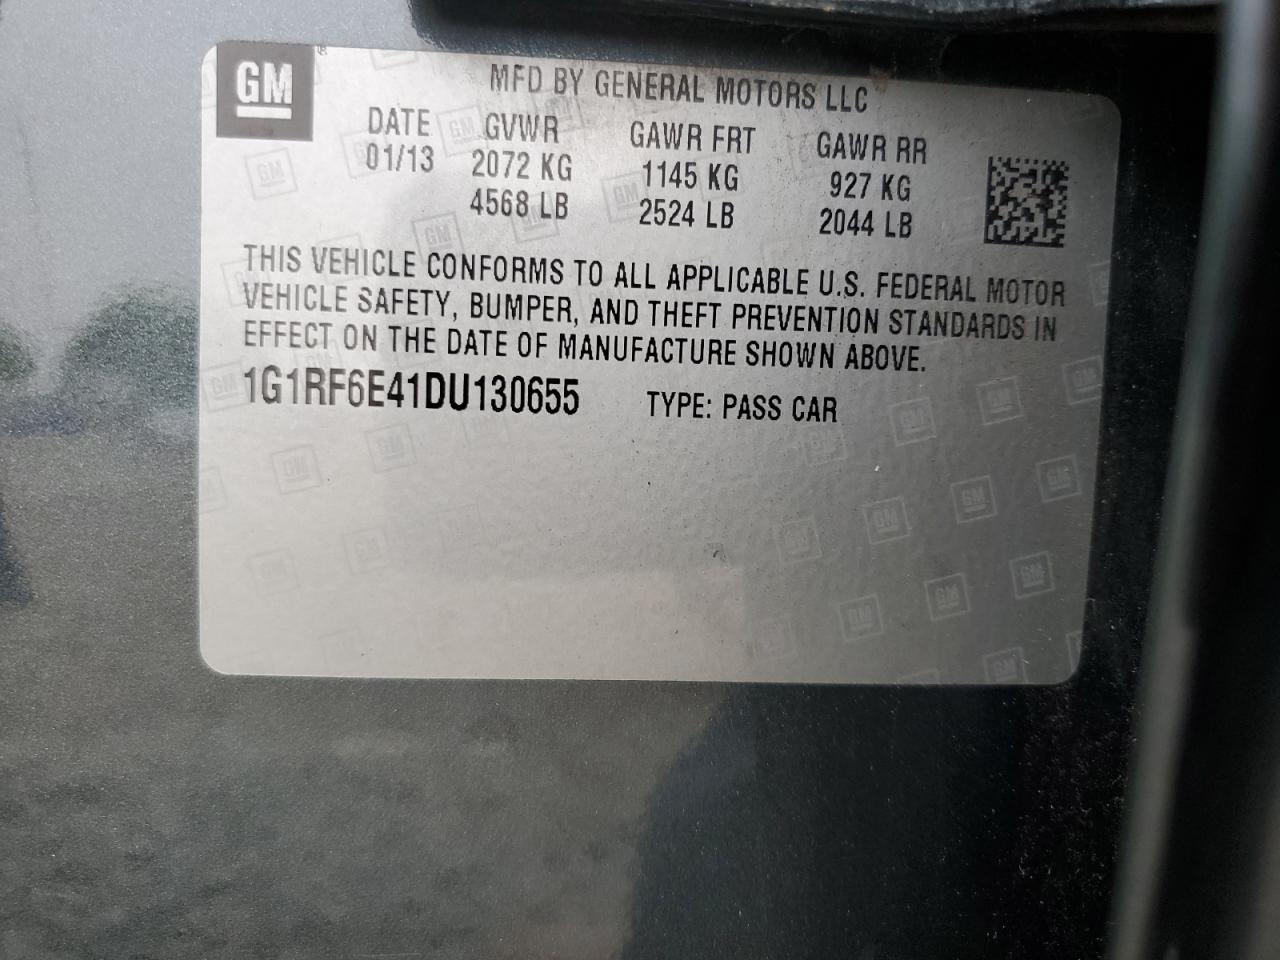 GM
MFD BY GENERAL MOTORS LLC
DATE GVWR GAWR FRT GAWR RR
01/13 2072 KG 1145 KG 927 KG
4568 LB 2524 LB 2044 LB
THIS VEHICLE CONFORMS TO ALL APPLICABLE U.S. FEDERAL MOTOR
VEHICLE SAFETY, BUMPER, AND THEFT PREVENTION STANDARDS IN
EFFECT ON THE DATE OF MANUFACTURE SHOWN ABOVE.
1G1RF6E41DU130655 TYPE: PASS CAR